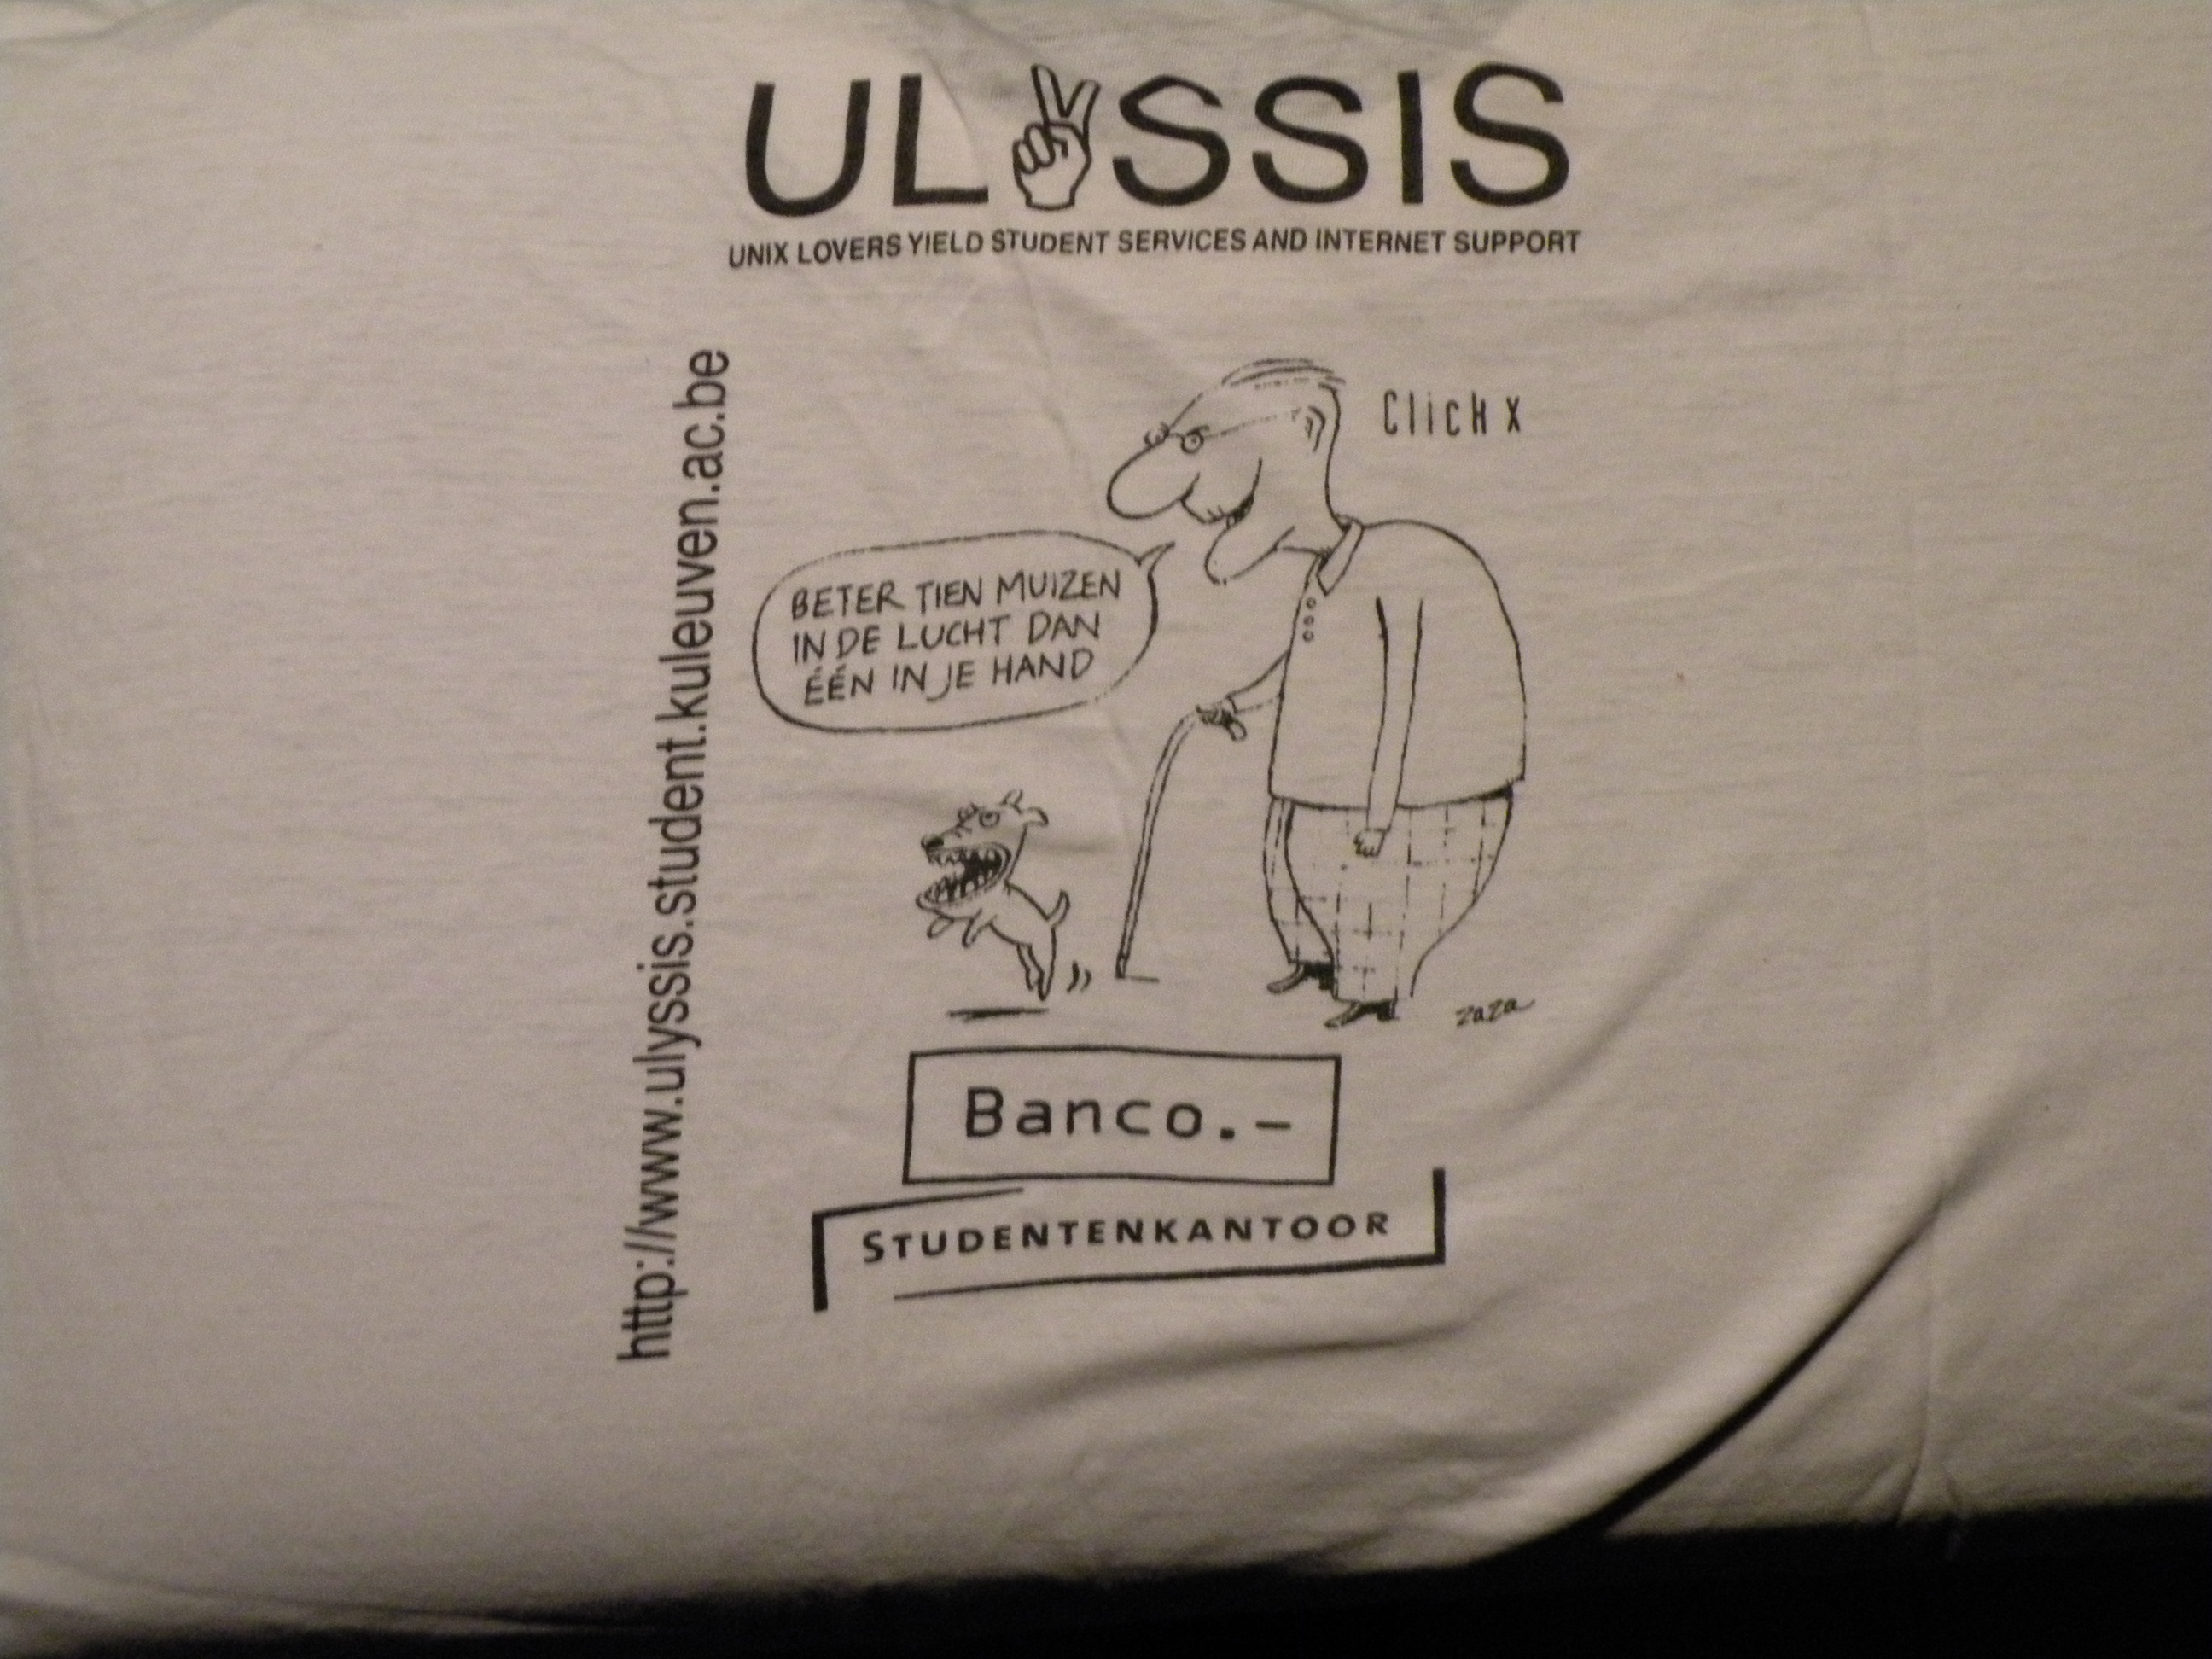 ULYSSIS
UNIX LOVERS YIELD STUDENT SERVICES AND INTERNET SUPPORT
http://www.ulyssis.student.kuleuven.ac.be
Clickx
BETER TIEN MUIZEN
IN DE LUCHT DAN
ÉÉN IN JE HAND
zaza
Banco.-
STUDENTENKANTOOR